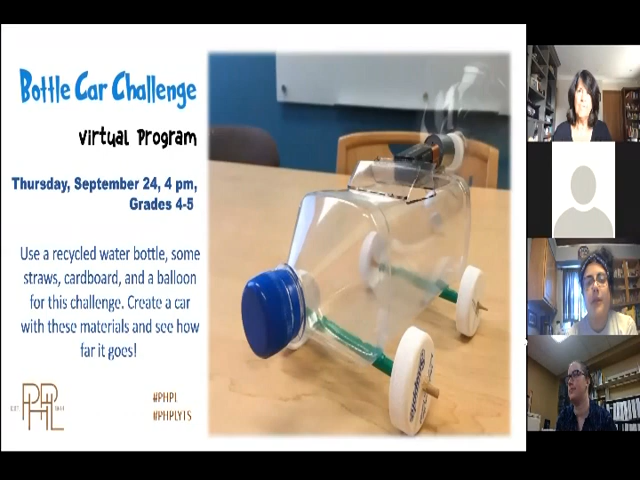 Bottle Car Challenge
Virtual Program
Thursday, September 24, 4 pm,
Grades 4-5
Use a recycled water bottle, some
straws, cardboard, and a balloon
for this challenge. Create a car
with these materials and see how
far it goes!
PHPL
#PHPL
#PHPLYTS